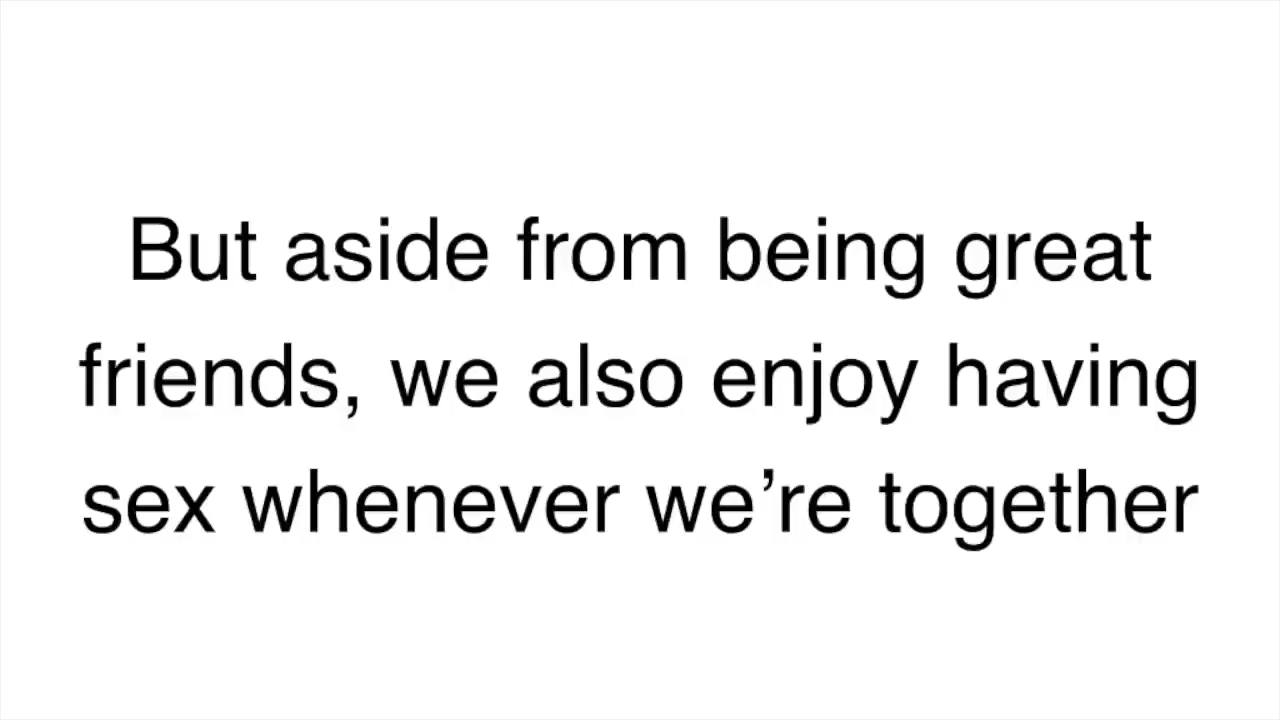 But aside from being great
friends, we also enjoy having
sex whenever we’re together